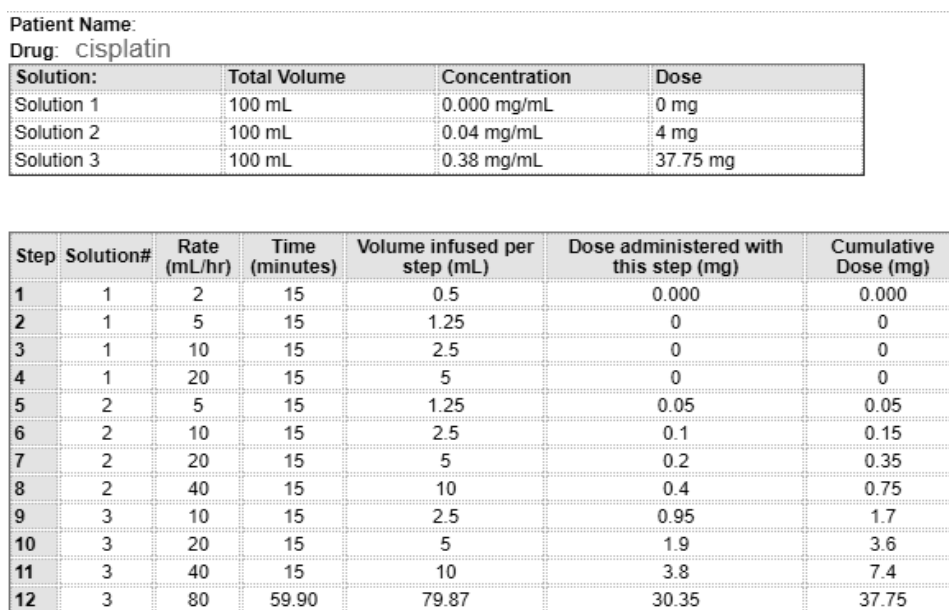 Patient Name:
Drug: cisplatin
Solution: Total Volume Concentration Dose
Solution 1 100 mL 0.000 mg/mL 0 mg
Solution 2 100 mL 0.04 mg/mL 4 mg
Solution 3 100 mL 0.38 mg/mL 37.75 mg
Step Solution# Rate (mL/hr) Time (minutes) Volume infused per step (mL) Dose administered with this step (mg) Cumulative Dose (mg)
1 1 2 15 0.5 0.000 0.000
2 1 5 15 1.25 0 0
3 1 10 15 2.5 0 0
4 1 20 15 5 0 0
5 2 5 15 1.25 0.05 0.05
6 2 10 15 2.5 0.1 0.15
7 2 20 15 5 0.2 0.35
8 2 40 15 10 0.4 0.75
9 3 10 15 2.5 0.95 1.7
10 3 20 15 5 1.9 3.6
11 3 40 15 10 3.8 7.4
12 3 80 59.90 79.87 30.35 37.75